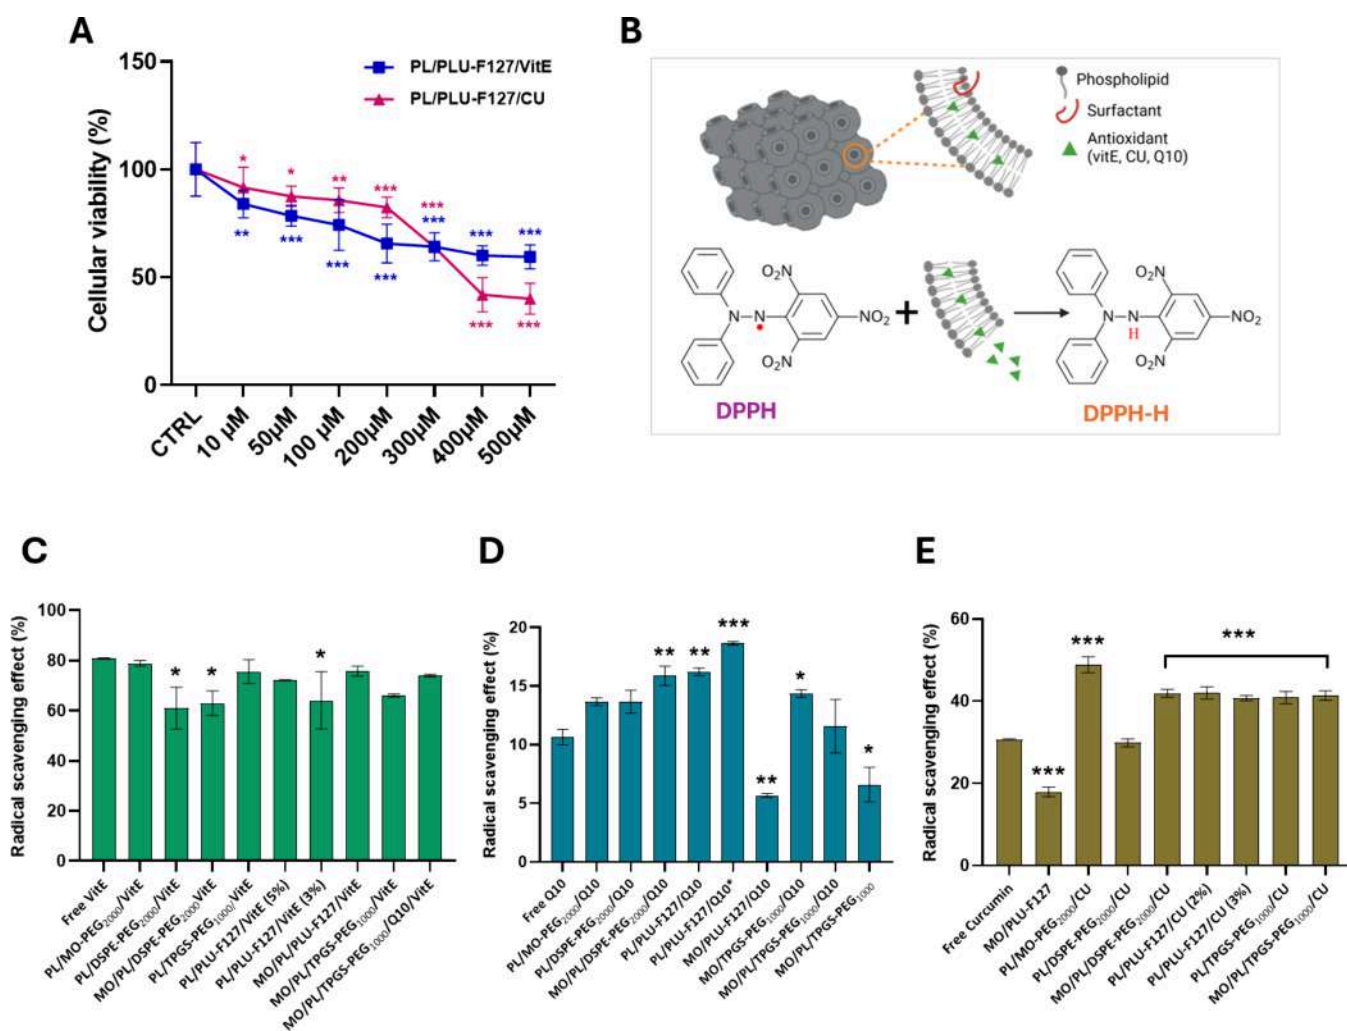 A
150
100
50
0
Cellular viability (%)
PL/PLU-F127/VitE
PL/PLU-F127/CU
*
*
**
***
***
***
***
***
**
***
***
***
***
***
CTRL
10 µM
50µM
100 µM
200µM
300µM
400µM
500µM
B
Phospholipid
Surfactant
Antioxidant
(vitE, CU, Q10)
O₂N
N
N
NO₂
O₂N
DPPH
+
O₂N
N
NH
H
NO₂
O₂N
DPPH-H
C
100
80
60
40
20
0
Radical scavenging effect (%)
*
*
*
Free VitE
PL/MO-PEG₂₀₀₀/VitE
PL/DSPE-PEG₂₀₀₀/VitE
MO/PL/DSPE-PEG₂₀₀₀VitE
PL/TPGS-PEG₁₀₀₀/VitE
PL/PLU-F127/VitE (5%)
PL/PLU-F127/VitE (3%)
MO/PLU-F127/VitE
MO/PL/TPGS-PEG₁₀₀₀/VitE
MO/PL/TPGS-PEG₁₀₀₀/Q10/VitE
D
20
15
10
5
0
Radical scavenging effect (%)
**
**
***
**
*
*
Free Q10
PL/MO-PEG₂₀₀₀/Q10
PL/DSPE-PEG₂₀₀₀/Q10
MO/PL/DSPE-PEG₂₀₀₀/Q10
PL/PLU-F127/Q10
PL/PLU-F127/Q10*
MO/PLU-F127/Q10
MO/TPGS-PEG₁₀₀₀/Q10
MO/PL/TPGS-PEG₁₀₀₀/Q10
MO/PL/TPGS-PEG₁₀₀₀
E
60
40
20
0
Radical scavenging effect (%)
***
***
***
Free Curcumin
MO/PLU-F127
PL/MO-PEG₂₀₀₀/CU
PL/DSPE-PEG₂₀₀₀/CU
MO/PL/DSPE-PEG₂₀₀₀/CU
PL/PLU-F127/CU (2%)
PL/PLU-F127/CU (3%)
PL/TPGS-PEG₁₀₀₀/CU
MO/PL/TPGS-PEG₁₀₀₀/CU